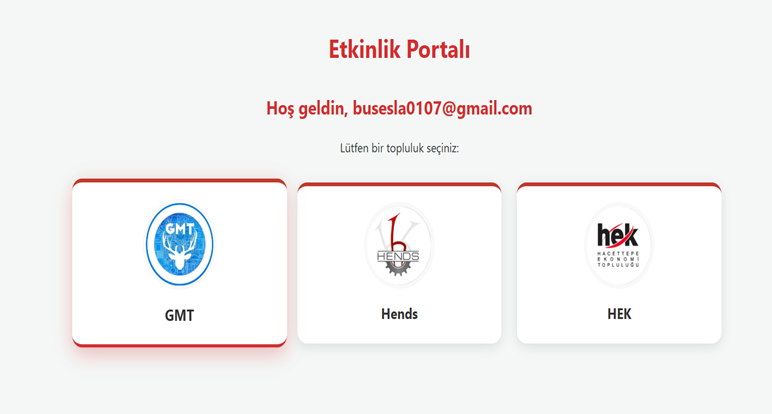 Etkinlik Portalı
Hoş geldin, busesla0107@gmail.com
Lütfen bir topluluk seçiniz:
GMT
GMT
HENDS
Hends
hek
HACETTEPE
EKONOMİ
TOPLULUĞU
HEK